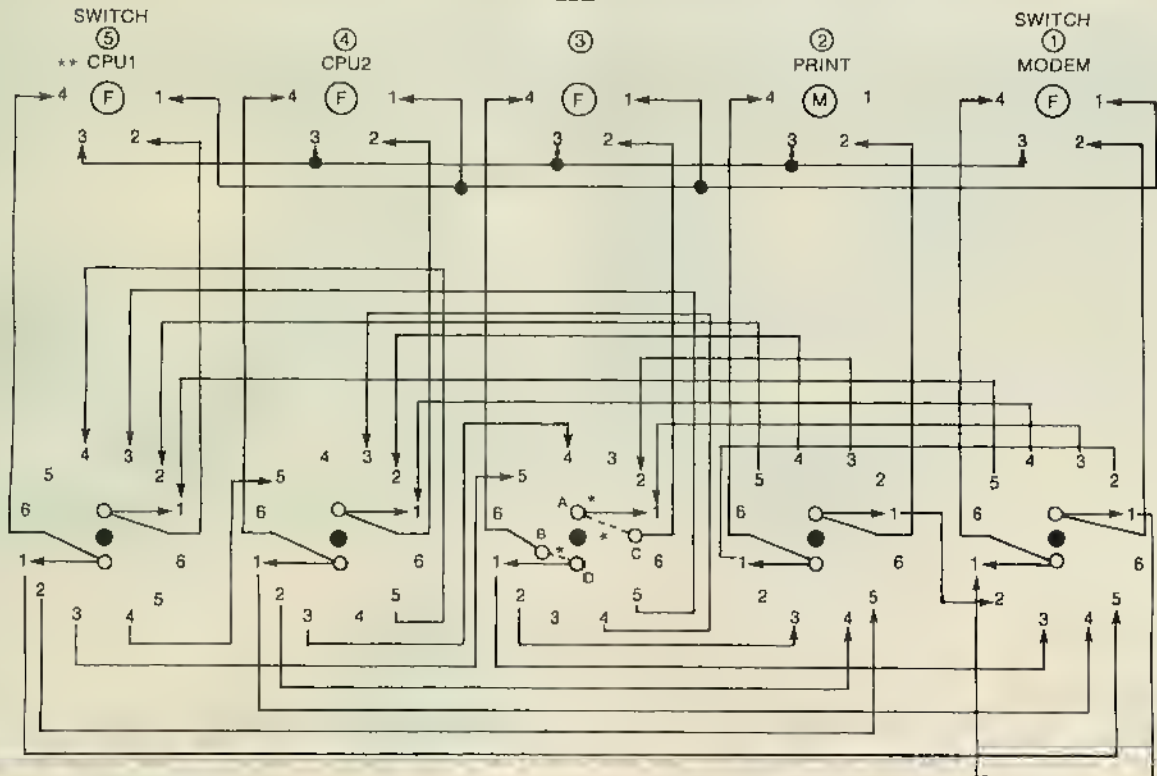 SWITCH SWITCH
⑤ ④ ③ ② ①
** CPU1 CPU2 PRINT MODEM
4 F 1 4 F 1 4 F 1 4 M 1 4 F 1
3 2 3 2 3 2 3 2 3 2
4 3 2 4 3 2 4 3 2 5 4 3 2 5 4 3 2
5 1 5 1 5 A * 1 1 1
6 6 6 * C
B * D
1 6 1 6 1 6 1 6 1 6
2 3 4 5 2 3 4 5 2 3 4 5 2 3 4 5 2 3 4 5